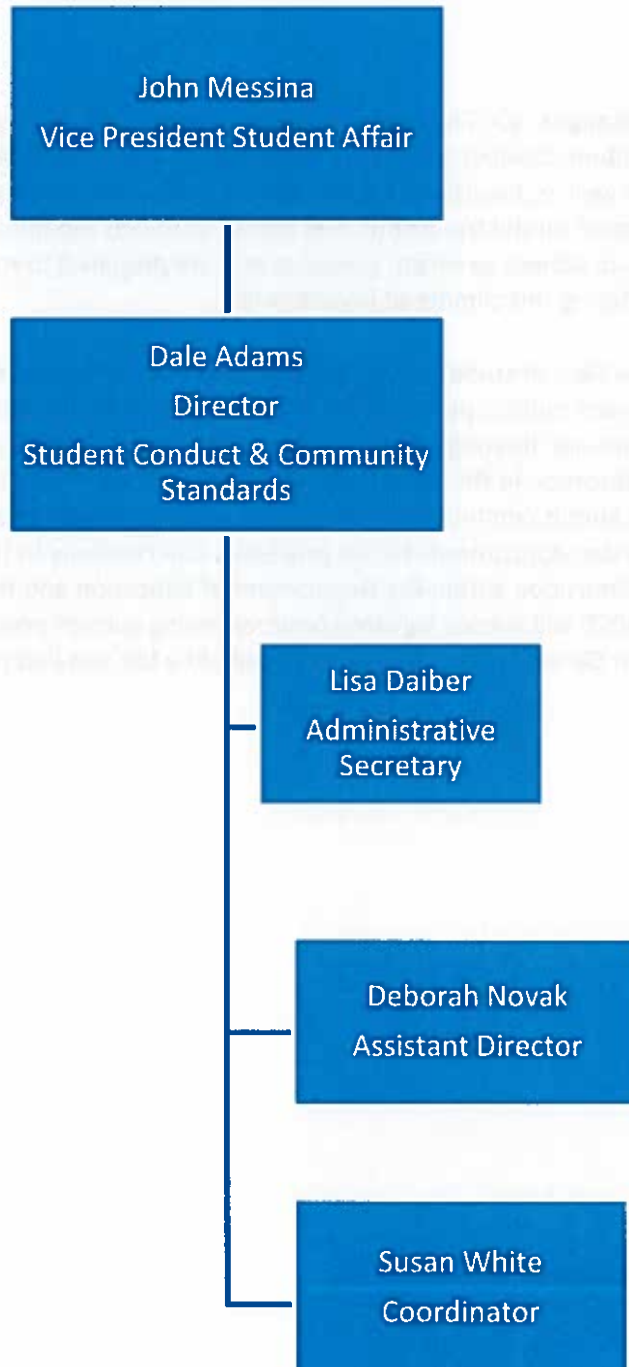 John Messina
Vice President Student Affair
Dale Adams
Director
Student Conduct & Community
Standards
Lisa Daiber
Administrative
Secretary
Deborah Novak
Assistant Director
Susan White
Coordinator